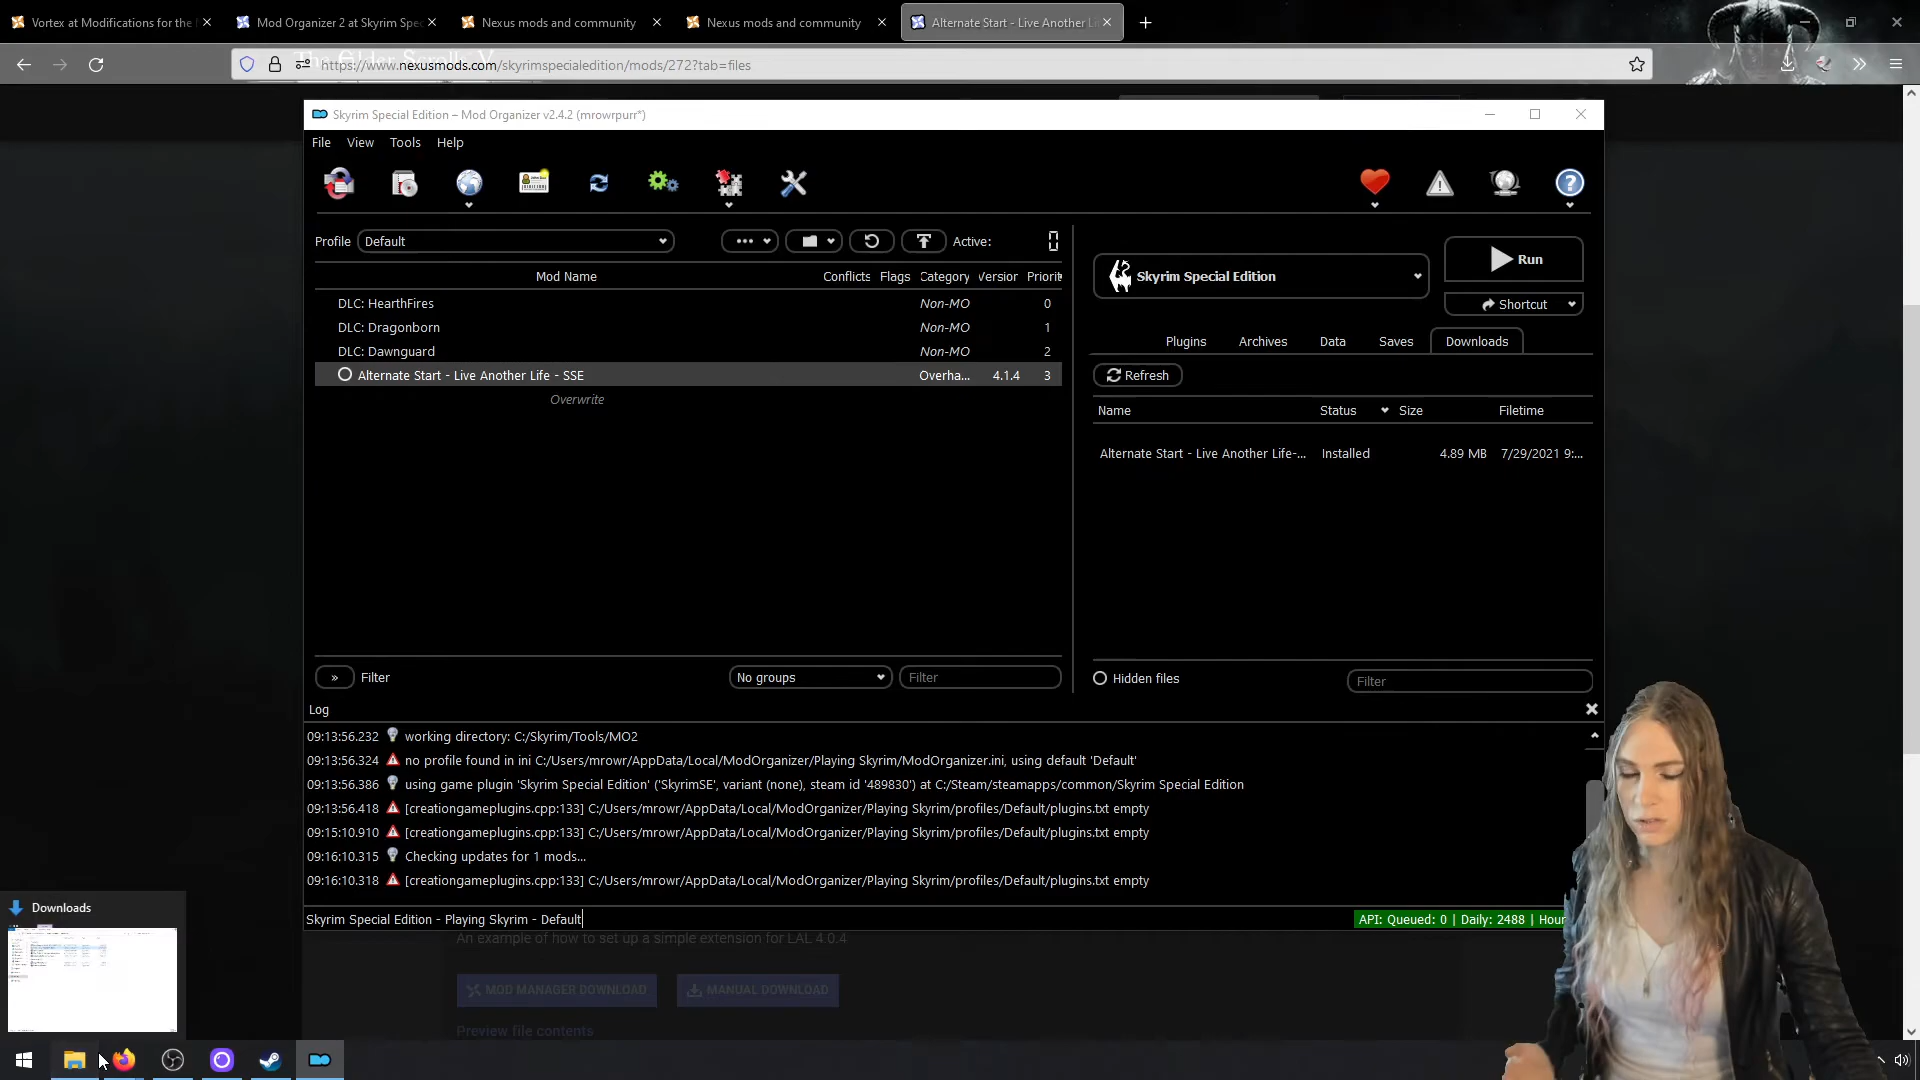 Vortex at Modifications for the
Mod Organizer 2 at Skyrim Spe
Nexus mods and community
Nexus mods and community
Alternate Start - Live Another Li
https://www.nexusmods.com/skyrimspecialedition/mods/272?tab=files
Skyrim Special Edition – Mod Organizer v2.4.2 (mrowrpurr*)
File View Tools Help
Profile Default Active: 0
Mod Name Conflicts Flags Category Version Priorit
DLC: HearthFires Non-MO 0
DLC: Dragonborn Non-MO 1
DLC: Dawnguard Non-MO 2
Alternate Start - Live Another Life - SSE Overha... 4.1.4 3
Overwrite
Skyrim Special Edition
Run
Shortcut
Plugins Archives Data Saves Downloads
Refresh
Name Status Size Filetime
Alternate Start - Live Another Life-... Installed 4.89 MB 7/29/2021 9:...
» Filter No groups Filter
Hidden files Filter
Log
09:13:56.232 working directory: C:/Skyrim/Tools/MO2
09:13:56.324 no profile found in ini C:/Users/mrowr/AppData/Local/ModOrganizer/Playing Skyrim/ModOrganizer.ini, using default 'Default'
09:13:56.386 using game plugin 'Skyrim Special Edition' ('SkyrimSE', variant (none), steam id '489830') at C:/Steam/steamapps/common/Skyrim Special Edition
09:13:56.418 [creationgameplugins.cpp:133] C:/Users/mrowr/AppData/Local/ModOrganizer/Playing Skyrim/profiles/Default/plugins.txt empty
09:15:10.910 [creationgameplugins.cpp:133] C:/Users/mrowr/AppData/Local/ModOrganizer/Playing Skyrim/profiles/Default/plugins.txt empty
09:16:10.315 Checking updates for 1 mods...
09:16:10.318 [creationgameplugins.cpp:133] C:/Users/mrowr/AppData/Local/ModOrganizer/Playing Skyrim/profiles/Default/plugins.txt empty
Skyrim Special Edition - Playing Skyrim - Default
API: Queued: 0 | Daily: 2488 | Hour
An example of how to set up a simple extension for LAL 4.0.4
MOD MANAGER DOWNLOAD
MANUAL DOWNLOAD
Preview file contents
Downloads